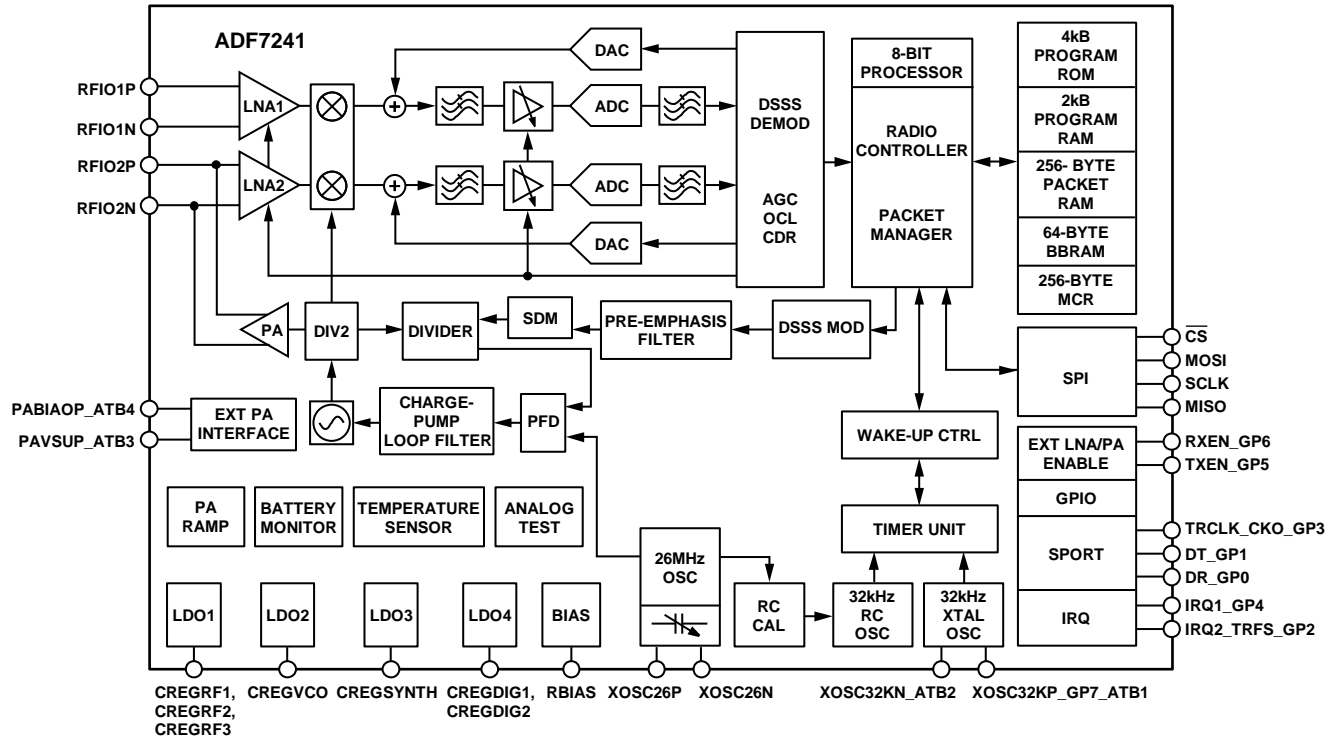 ADF7241
RFIO1P
RFIO1N
RFIO2P
RFIO2N
LNA1
LNA2
DAC
ADC
ADC
DAC
DSSS
DEMOD
AGC
OCL
CDR
8-BIT
PROCESSOR
RADIO
CONTROLLER
PACKET
MANAGER
4kB
PROGRAM
ROM
2kB
PROGRAM
RAM
256- BYTE
PACKET
RAM
64-BYTE
BBRAM
256-BYTE
MCR
PA
DIV2
DIVIDER
SDM
PRE-EMPHASIS
FILTER
DSSS MOD
SPI
CS
MOSI
SCLK
MISO
PABIAOP_ATB4
PAVSUP_ATB3
EXT PA
INTERFACE
CHARGE-
PUMP
LOOP FILTER
PFD
WAKE-UP CTRL
EXT LNA/PA
ENABLE
GPIO
SPORT
IRQ
RXEN_GP6
TXEN_GP5
TRCLK_CKO_GP3
DT_GP1
DR_GP0
IRQ1_GP4
IRQ2_TRFS_GP2
PA
RAMP
BATTERY
MONITOR
TEMPERATURE
SENSOR
ANALOG
TEST
TIMER UNIT
26MHz
OSC
RC
CAL
32kHz
RC
OSC
32kHz
XTAL
OSC
LDO1
LDO2
LDO3
LDO4
BIAS
CREGRF1,
CREGRF2,
CREGRF3
CREGVCO
CREGSYNTH
CREGDIG1,
CREGDIG2
RBIAS
XOSC26P
XOSC26N
XOSC32KN_ATB2
XOSC32KP_GP7_ATB1